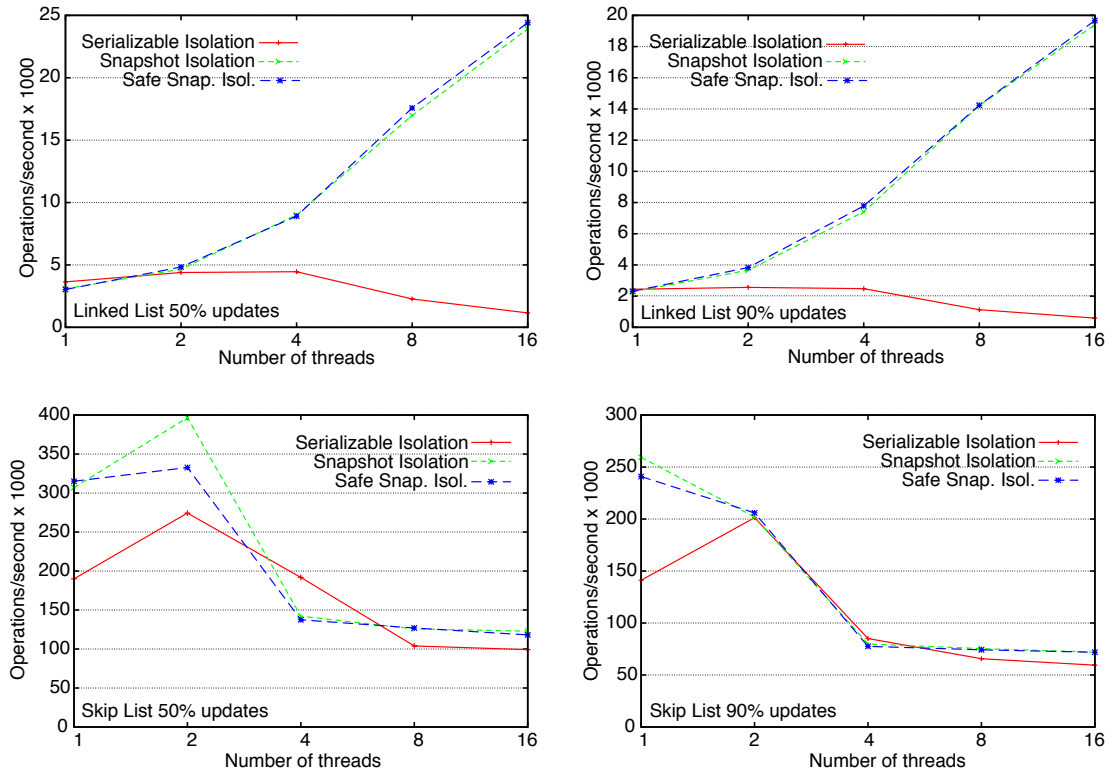 25
20
15
10
5
0
Operations/second x 1000
Serializable Isolation
Snapshot Isolation
Safe Snap. Isol.
Linked List 50% updates
1 2 4 8 16
Number of threads
20
18
16
14
12
10
8
6
4
2
0
Operations/second x 1000
Serializable Isolation
Snapshot Isolation
Safe Snap. Isol.
Linked List 90% updates
1 2 4 8 16
Number of threads
400
350
300
250
200
150
100
50
0
Operations/second x 1000
Serializable Isolation
Snapshot Isolation
Safe Snap. Isol.
Skip List 50% updates
1 2 4 8 16
Number of threads
300
250
200
150
100
50
0
Operations/second x 1000
Serializable Isolation
Snapshot Isolation
Safe Snap. Isol.
Skip List 90% updates
1 2 4 8 16
Number of threads